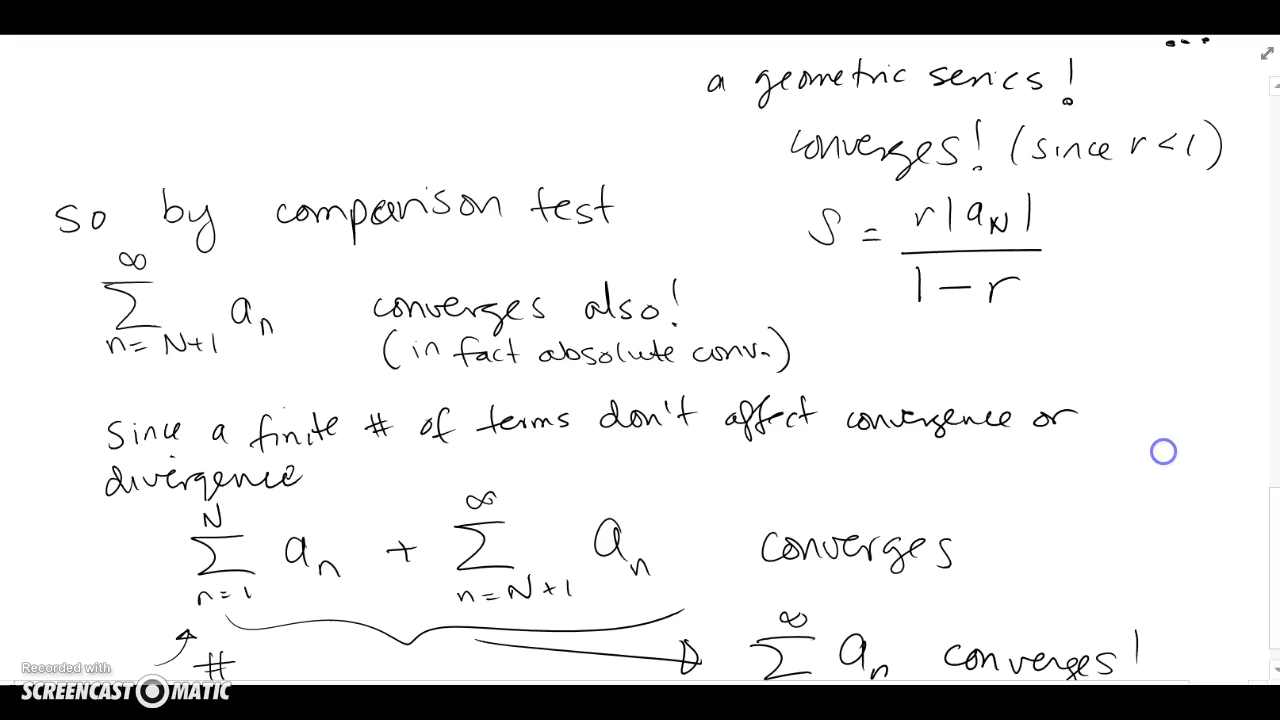 a geometric series!
converges! (since r < 1)
So by comparison test
S = r|a_N| / 1 - r
∞
∑ a_n converges also!
n = N+1
(in fact absolute conv.)
Since a finite # of terms don't affect convergence or
divergence
N ∞
∑ a_n + ∑ a_n converges
n = 1 n = N+1
#
∞
∑ a_n converges!
Recorded with
SCREENCAST-O-MATIC